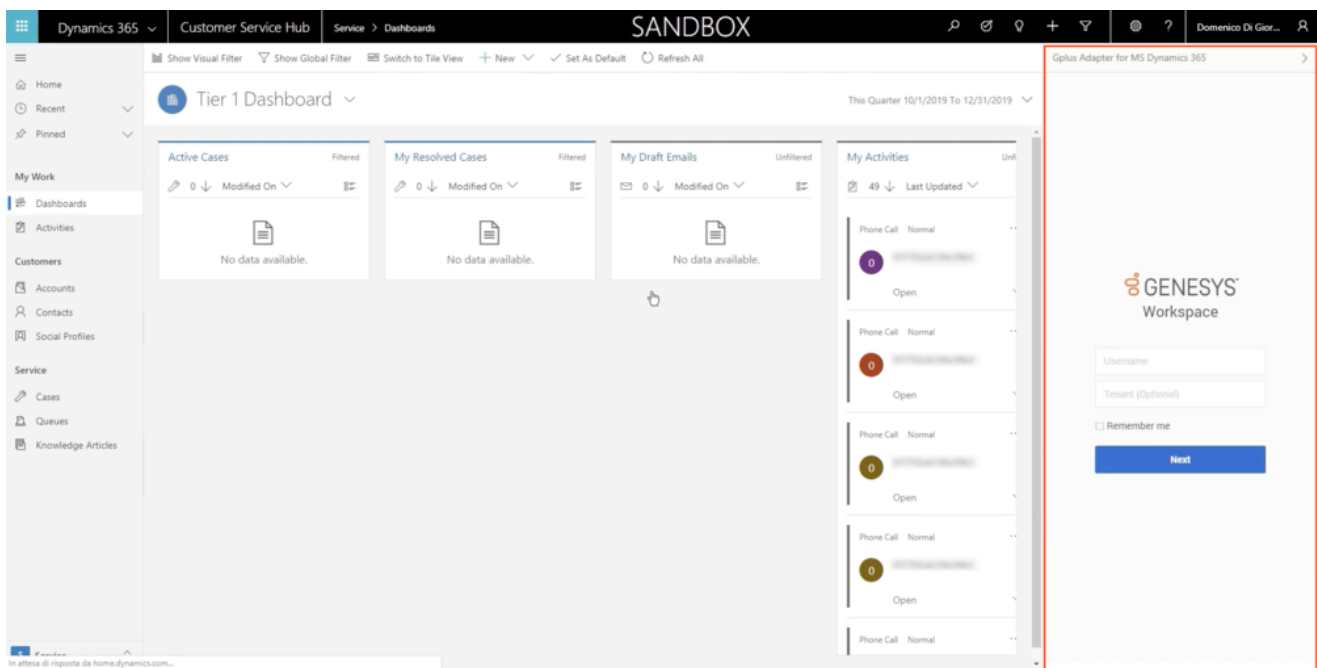 Dynamics 365
Customer Service Hub
Service > Dashboards
SANDBOX
Domenico Di Gior...
Show Visual Filter
Show Global Filter
Switch to Tile View
New
Set As Default
Refresh All
Gplus Adapter for MS Dynamics 365
Home
Recent
Pinned
My Work
Dashboards
Activities
Customers
Accounts
Contacts
Social Profiles
Service
Cases
Queues
Knowledge Articles
In attesa di risposta da home.dynamics.com...
Tier 1 Dashboard
This Quarter 10/1/2019 To 12/31/2019
Active Cases Filtered
0 Modified On
No data available.
My Resolved Cases Filtered
0 Modified On
No data available.
My Draft Emails Unfiltered
0 Modified On
No data available.
My Activities Unfi
49 Last Updated
Phone Call Normal
0
Open
Phone Call Normal
0
Open
Phone Call Normal
0
Open
Phone Call Normal
0
Open
Phone Call Normal
GENESYS
Workspace
Username
Tenant (Optional)
Remember me
Next